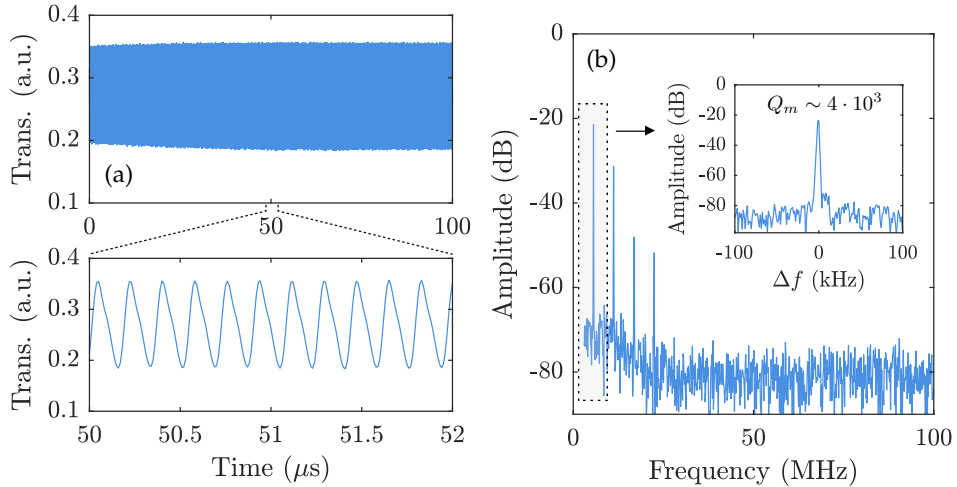 Trans. (a.u.)
0.4
0.3
0.2
0.1
(a)
0 50 100
Trans. (a.u.)
0.4
0.3
0.2
0.1
50 50.5 51 51.5 52
Time (μs)
(b)
Amplitude (dB)
0
-20
-40
-60
-80
0 50 100
Frequency (MHz)
Amplitude (dB)
0
-20
-40
-60
-80
Q_m ∼ 4 · 10³
-100 0 100
Δf (kHz)